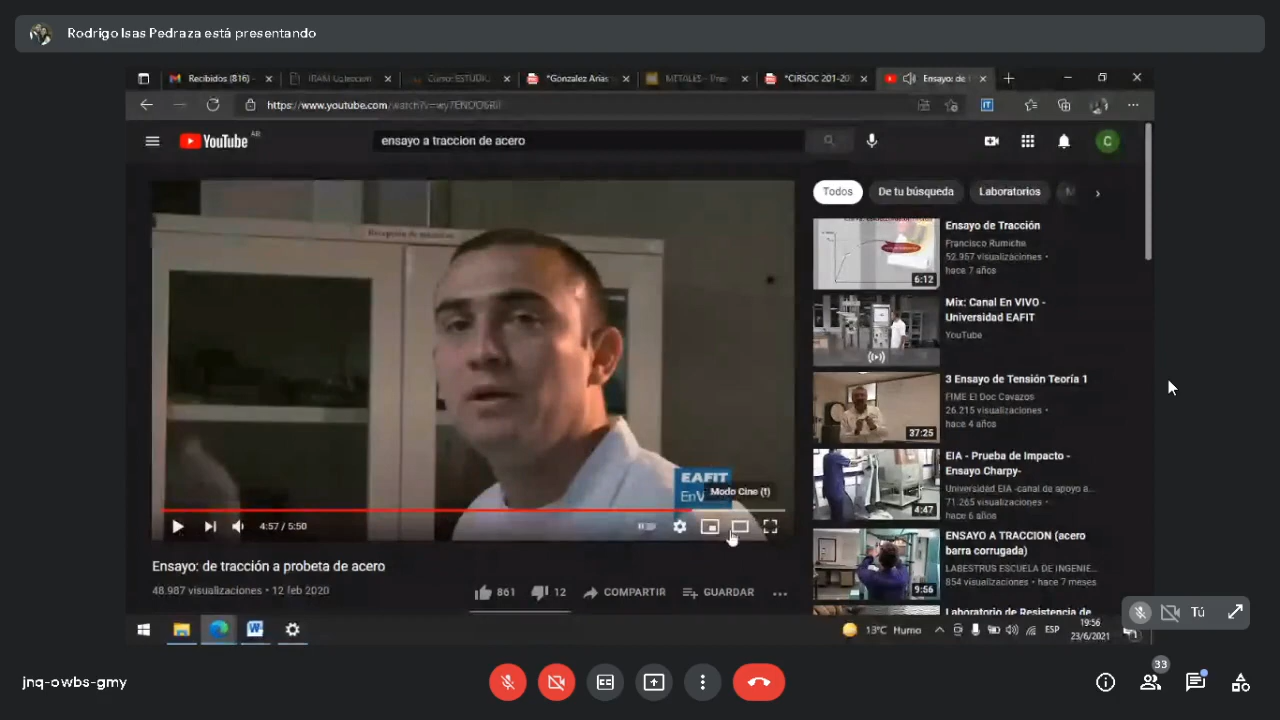 Rodrigo Isas Pedraza está presentando
Recibidos (816) -
*Gonzalez Arias
METALES - Pres
*CIRSOC 201-20
Ensayo: de
https://www.youtube.com/watch?v=
YouTube AR
ensayo a traccion de acero
C
Todos
De tu búsqueda
Laboratorios
M
EAFIT
EnV
Modo Cine (t)
4:57 / 5:50
Ensayo: de tracción a probeta de acero
48.987 visualizaciones • 12 feb 2020
861
12
COMPARTIR
GUARDAR
Ensayo de Tracción
Francisco Rumiche
52.957 visualizaciones •
hace 7 años
6:12
Mix: Canal En VIVO -
Universidad EAFIT
YouTube
3 Ensayo de Tensión Teoría 1
FIME El Doc Cavazos
26.215 visualizaciones •
hace 4 años
37:25
EIA - Prueba de Impacto -
Ensayo Charpy-
Universidad EIA -canal de apoyo a...
71.265 visualizaciones •
hace 6 años
4:47
ENSAYO A TRACCION (acero
barra corrugada)
LABESTRUS ESCUELA DE INGENIE...
854 visualizaciones • hace 7 meses
9:56
Laboratorio de Resistencia de
Tú
13°C Humo
ESP
19:56
23/6/2021
jnq-owbs-gmy
33